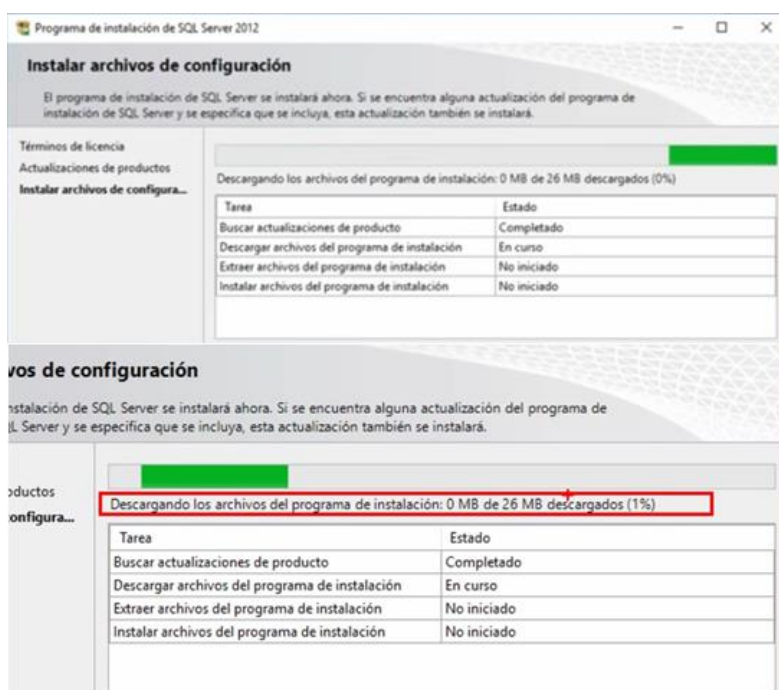 Programa de instalación de SQL Server 2012
Instalar archivos de configuración
El programa de instalación de SQL Server se instalará ahora. Si se encuentra alguna actualización del programa de
instalación de SQL Server y se especifica que se incluya, esta actualización también se instalará.
Términos de licencia
Actualizaciones de productos
Instalar archivos de configura...
Descargando los archivos del programa de instalación: 0 MB de 26 MB descargados (0%)
Tarea Estado
Buscar actualizaciones de producto Completado
Descargar archivos del programa de instalación En curso
Extraer archivos del programa de instalación No iniciado
Instalar archivos del programa de instalación No iniciado
vos de configuración
nstalación de SQL Server se instalará ahora. Si se encuentra alguna actualización del programa de
L Server y se especifica que se incluya, esta actualización también se instalará.
oductos
onfigura...
Descargando los archivos del programa de instalación: 0 MB de 26 MB descargados (1%)
Tarea Estado
Buscar actualizaciones de producto Completado
Descargar archivos del programa de instalación En curso
Extraer archivos del programa de instalación No iniciado
Instalar archivos del programa de instalación No iniciado